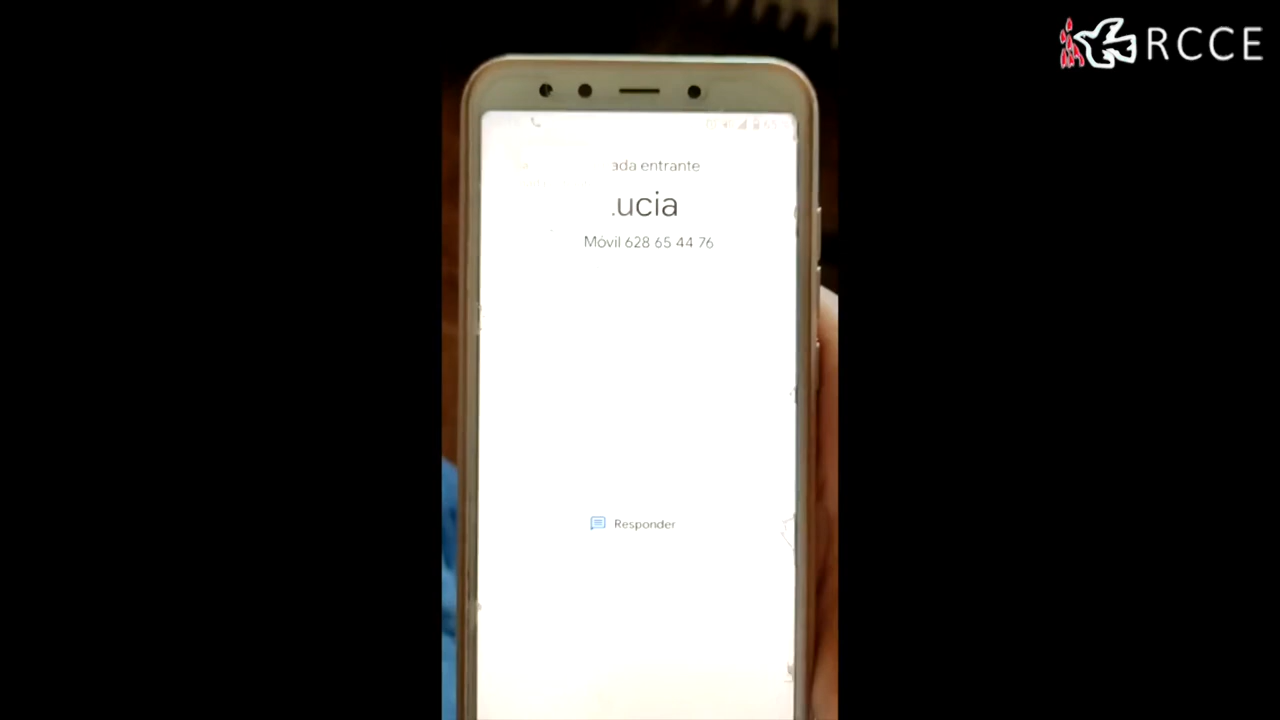 RCCE
ada entrante
.ucia
Móvil 628 65 44 76
Responder